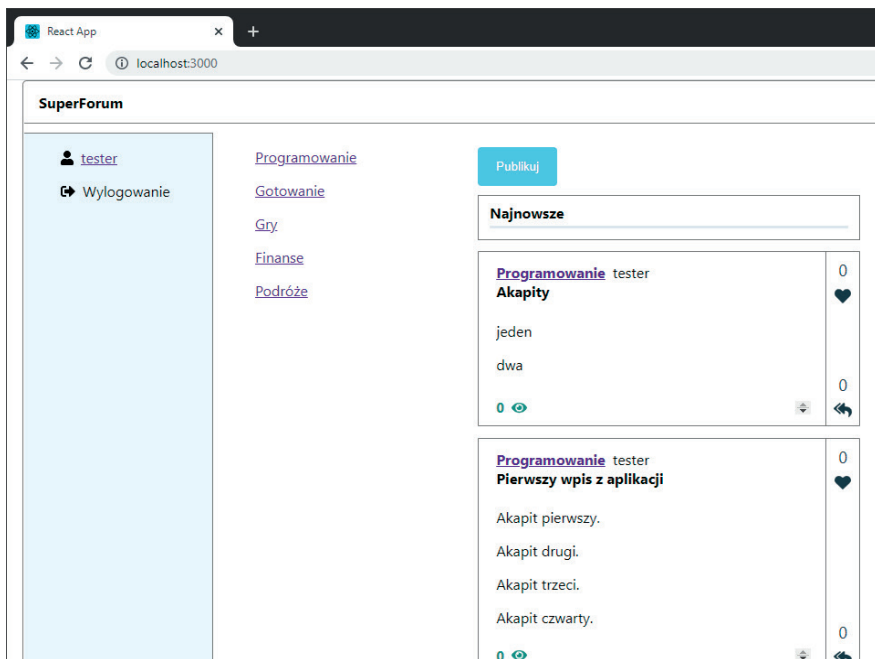 React App
localhost:3000
SuperForum
tester
Wylogowanie
Programowanie
Gotowanie
Gry
Finanse
Podróże
Publikuj
Najnowsze
Programowanie tester
Akapity
jeden
dwa
0
0
0
Programowanie tester
Pierwszy wpis z aplikacji
Akapit pierwszy.
Akapit drugi.
Akapit trzeci.
Akapit czwarty.
0
0
0